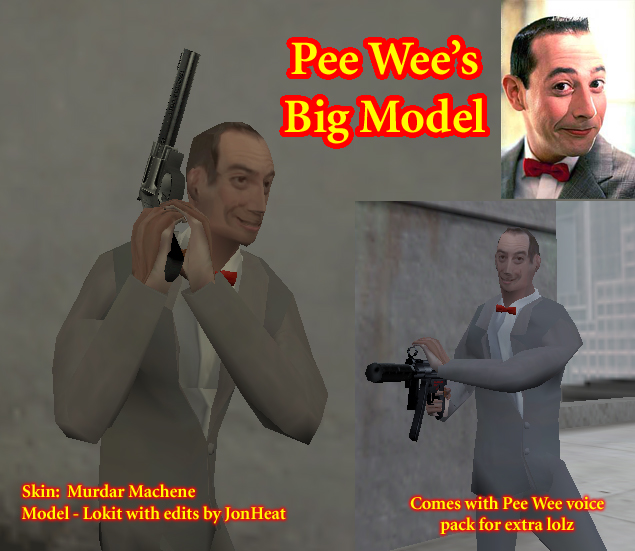 Pee Wee's
Big Model
Skin:  Murdar Machene
Model - Lokit with edits by JonHeat
Comes with Pee Wee voice
pack for extra lolz